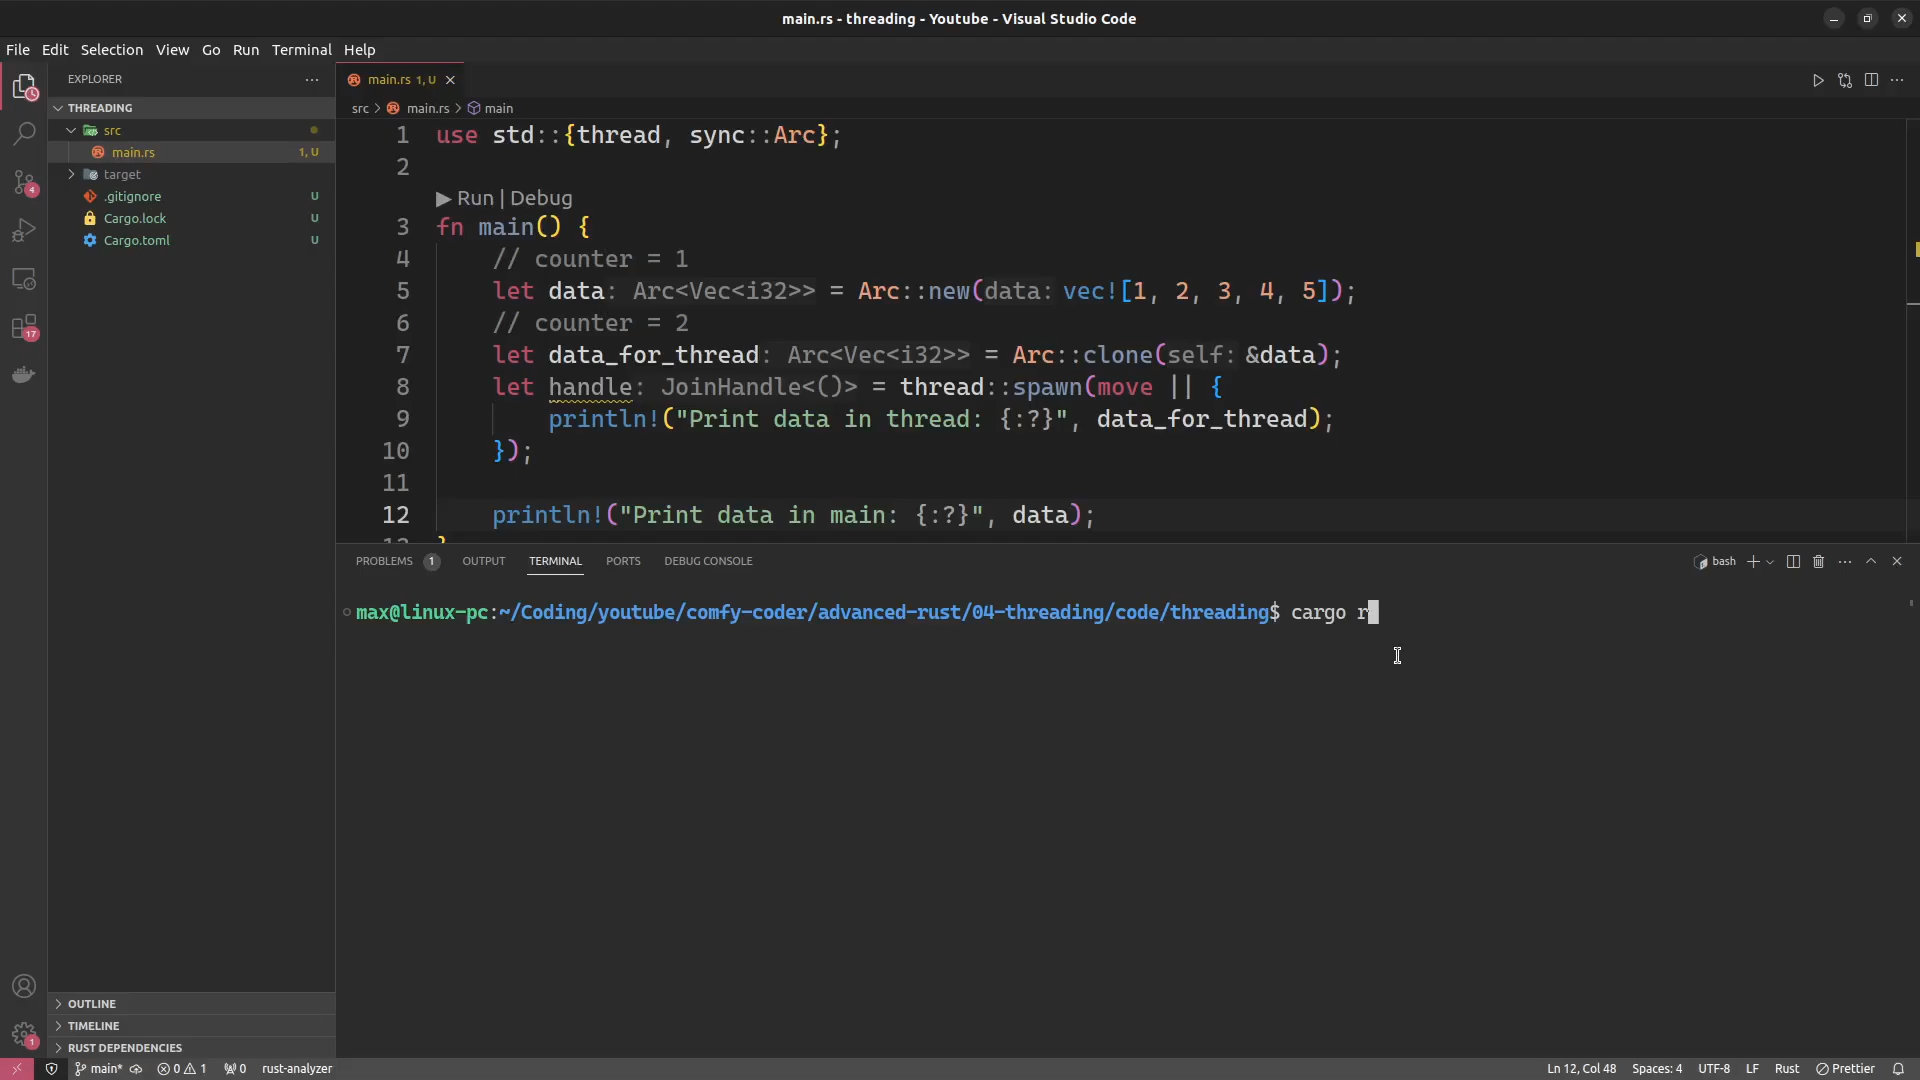 main.rs - threading - Youtube - Visual Studio Code
File Edit Selection View Go Run Terminal Help
EXPLORER
THREADING
src
main.rs 1, U
target
.gitignore U
Cargo.lock U
Cargo.toml U
OUTLINE
TIMELINE
RUST DEPENDENCIES
4
17
1
main.rs 1, U
src > main.rs > main
1 use std::{thread, sync::Arc};
2
▶ Run | Debug
3 fn main() {
4 // counter = 1
5 let data: Arc<Vec<i32>> = Arc::new(data: vec![1, 2, 3, 4, 5]);
6 // counter = 2
7 let data_for_thread: Arc<Vec<i32>> = Arc::clone(self: &data);
8 let handle: JoinHandle<()> = thread::spawn(move || {
9 println!("Print data in thread: {:?}", data_for_thread);
10 });
11
12 println!("Print data in main: {:?}", data);
13 }
PROBLEMS 1 OUTPUT TERMINAL PORTS DEBUG CONSOLE
bash
max@linux-pc:~/Coding/youtube/comfy-coder/advanced-rust/04-threading/code/threading$ cargo r
main* 0 1 0 rust-analyzer
Ln 12, Col 48 Spaces: 4 UTF-8 LF Rust Prettier